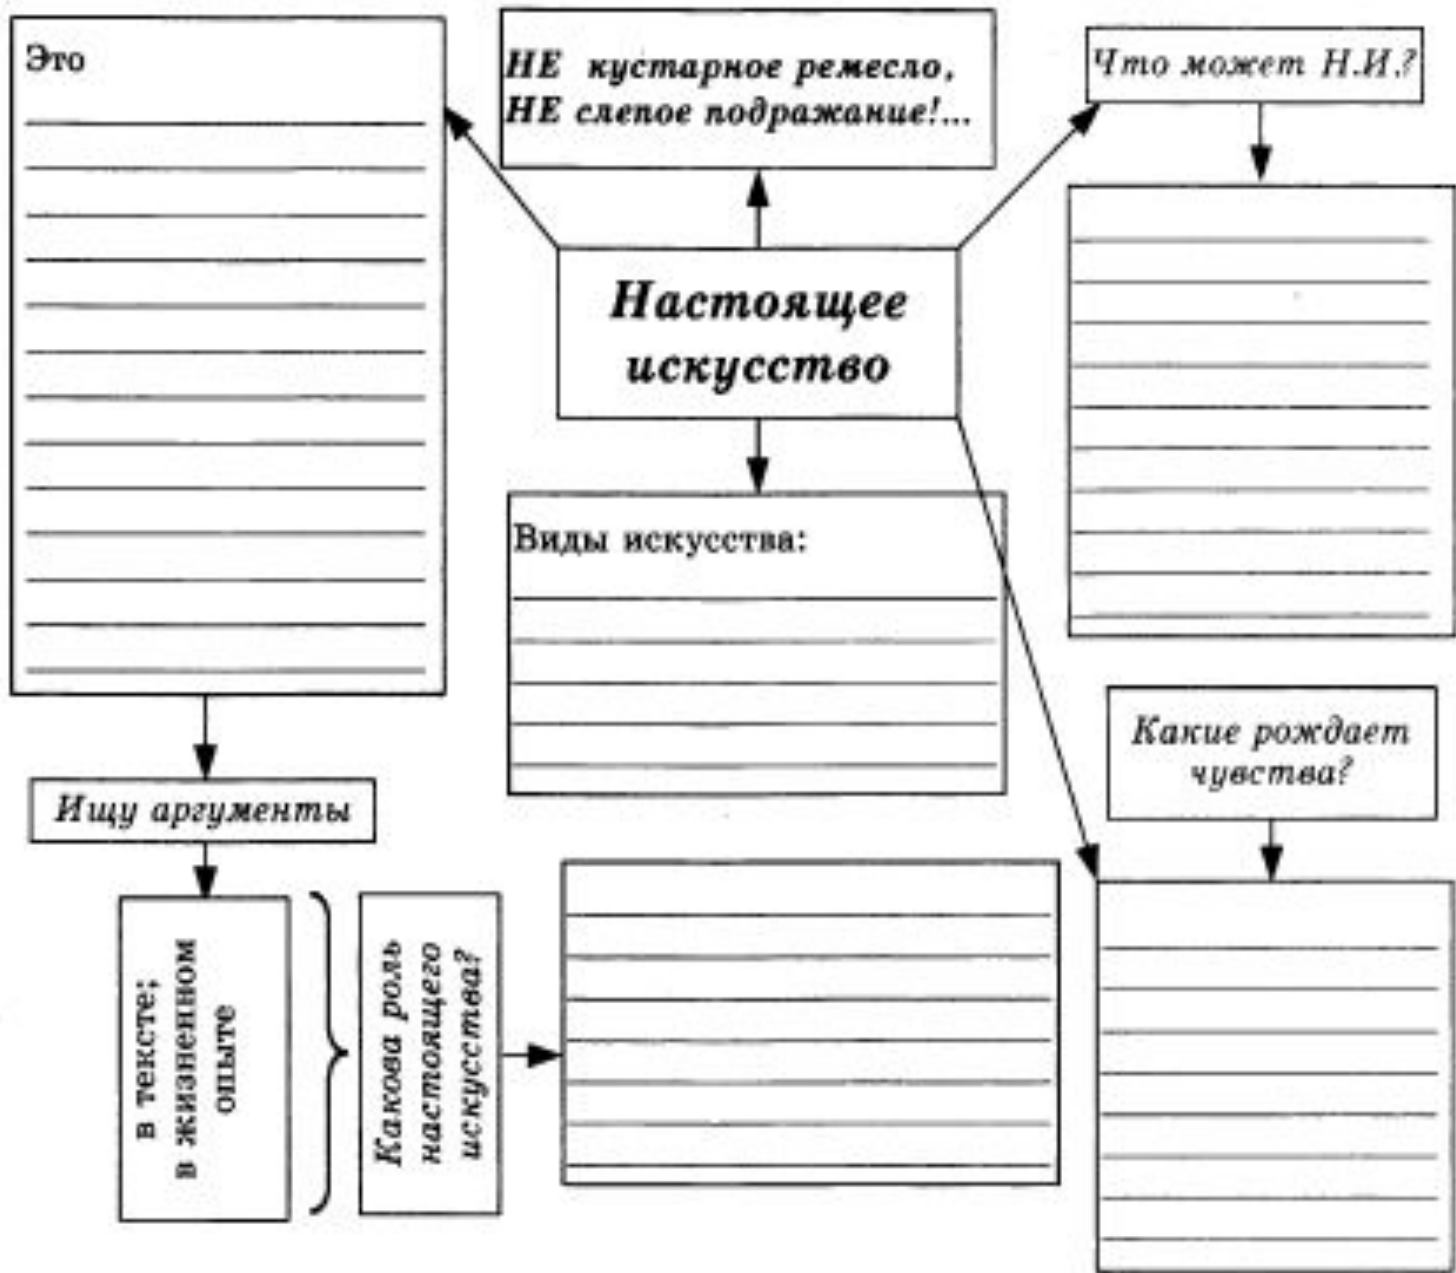 Это
НЕ кустарное ремесло,
НЕ слепое подражание!...
Что может Н.И.?
Настоящее
искусство
Виды искусства:
Какие рождает
чувства?
Ищу аргументы
в тексте;
в жизненном
опыте
Какова роль
настоящего
искусства?